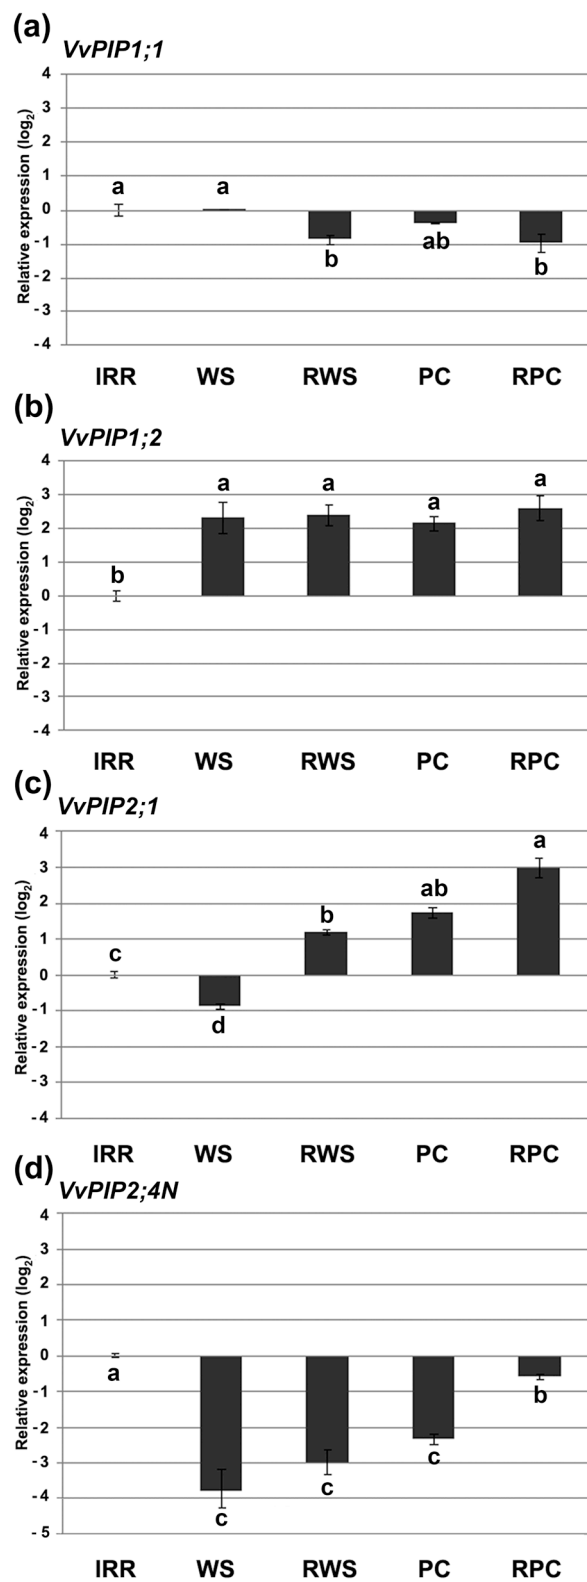 (a)
VvPIP1;1
Relative expression (log2)
4
3
2
1
0
-1
-2
-3
-4
a
a
b
ab
b
IRR WS RWS PC RPC
(b)
VvPIP1;2
Relative expression (log2)
4
3
2
1
0
-1
-2
-3
-4
b
a
a
a
a
IRR WS RWS PC RPC
(c)
VvPIP2;1
Relative expression (log2)
4
3
2
1
0
-1
-2
-3
-4
c
d
b
ab
a
IRR WS RWS PC RPC
(d)
VvPIP2;4N
Relative expression (log2)
4
3
2
1
0
-1
-2
-3
-4
-5
a
c
c
c
b
IRR WS RWS PC RPC